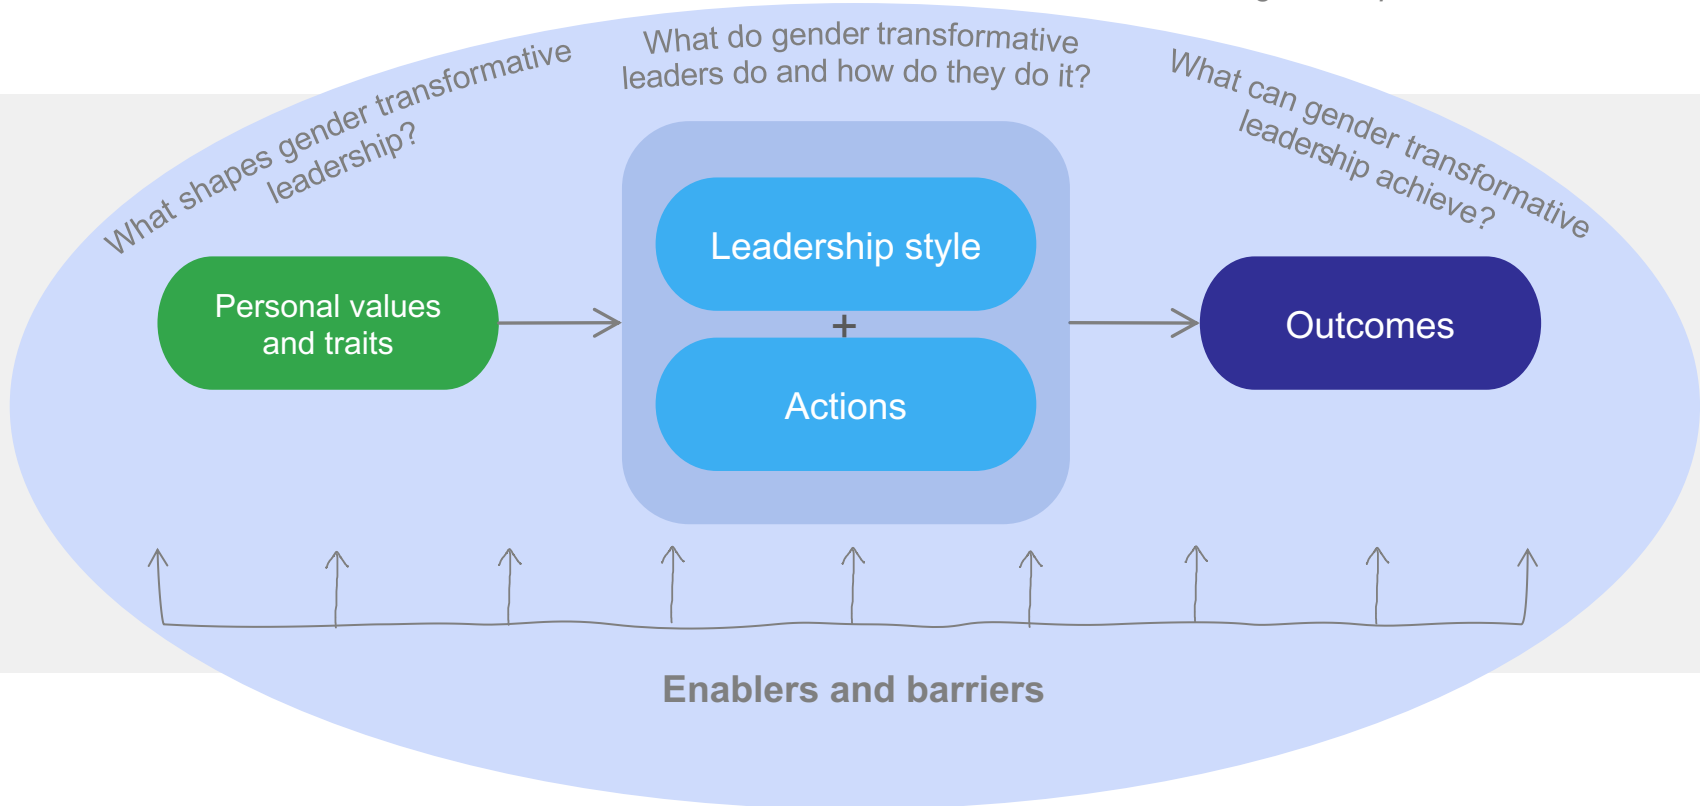 What shapes gender transformative
leadership?
What do gender transformative
leaders do and how do they do it?
What can gender transformative
leadership achieve?
Personal values
and traits
Leadership style
+
Actions
Outcomes
Enablers and barriers